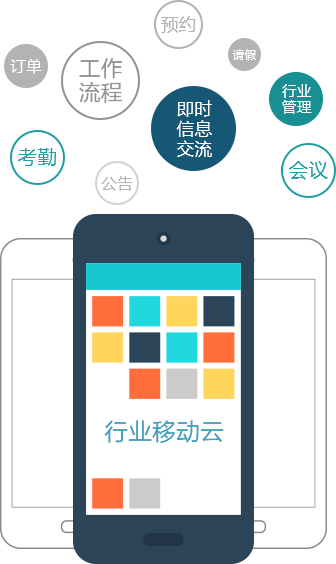 预约
订单
工作
流程
请假
行业
管理
即时
信息
交流
考勤
会议
公告
行业移动云